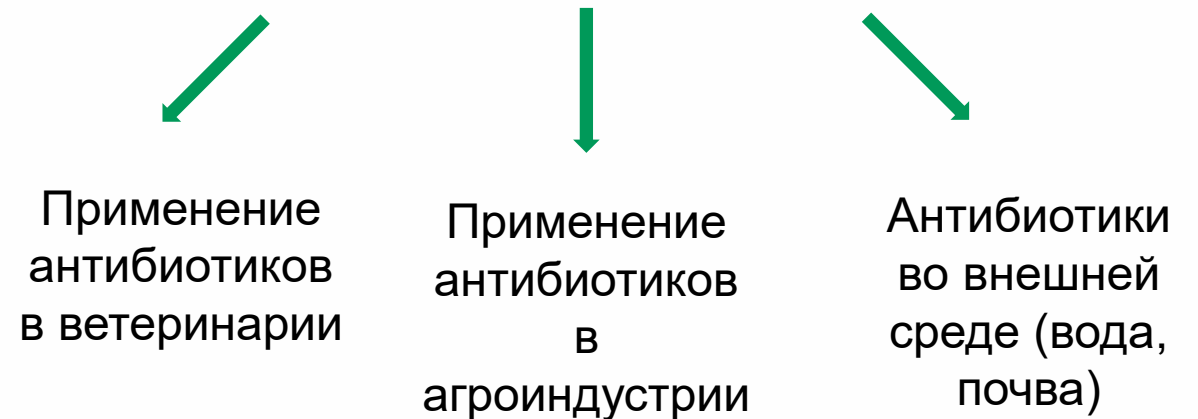 Применение
антибиотиков
в ветеринарии
Применение
антибиотиков
в
агроиндустрии
Антибиотики
во внешней
среде (вода,
почва)